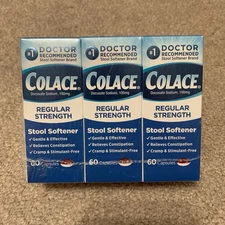 #1 DOCTOR
RECOMMENDED
Stool Softener Brand
COLACE®
Docusate Sodium, 100mg
REGULAR
STRENGTH
Stool Softener
✓ Gentle & Effective
✓ Relieves Constipation
✓ Cramp & Stimulant-Free
60 Capsules
#1 DOCTOR
RECOMMENDED
Stool Softener Brand
COLACE®
Docusate Sodium, 100mg
REGULAR
STRENGTH
Stool Softener
✓ Gentle & Effective
✓ Relieves Constipation
✓ Cramp & Stimulant-Free
60
#1 DOCTOR
RECOMMENDED
Stool Softener Brand
COLACE®
Docusate Sodium, 100mg
REGULAR
STRENGTH
Stool Softener
✓ Gentle & Effective
✓ Relieves Constipation
✓ Cramp & Stimulant-Free
60 Capsules